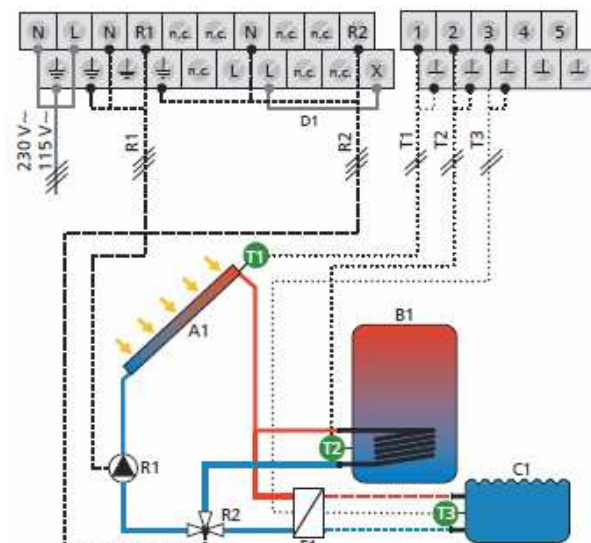 N L N R1 n.c. n.c. N n.c. n.c. R2
1 2 3 4 5
n.c. L L n.c. n.c. X
D1
230 V~
115 V~
R1
R2
T1
T2
T3
T1
A1
B1
T2
R1
C1
R2
T3